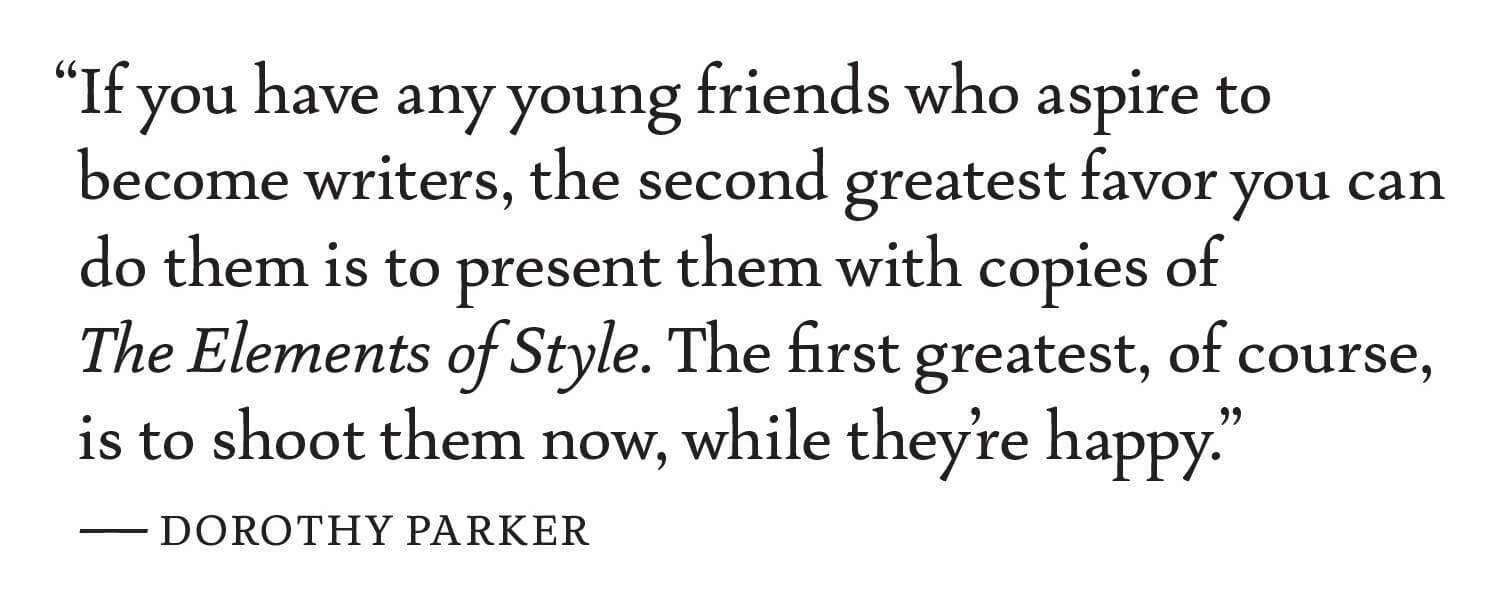 “If you have any young friends who aspire to
become writers, the second greatest favor you can
do them is to present them with copies of
The Elements of Style. The first greatest, of course,
is to shoot them now, while they’re happy.”
— DOROTHY PARKER